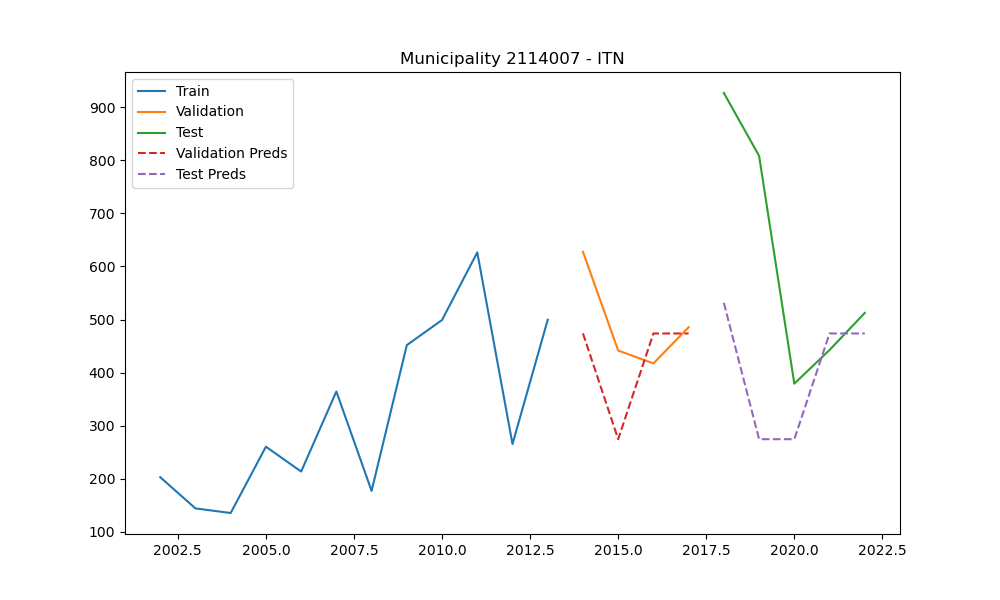 Municipality 2114007 - ITN
Train
Validation
Test
Validation Preds
Test Preds
900
800
700
600
500
400
300
200
100
2002.5 2005.0 2007.5 2010.0 2012.5 2015.0 2017.5 2020.0 2022.5